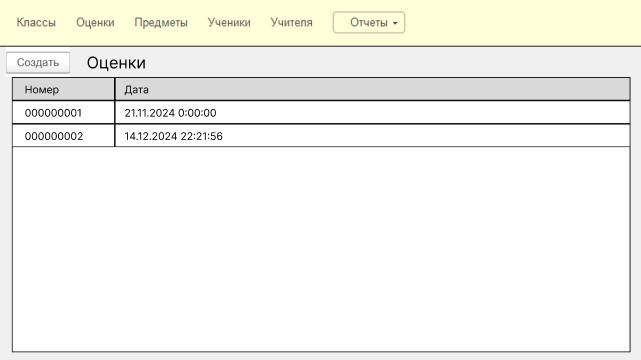 Классы Оценки Предметы Ученики Учителя Отчеты
Создать Оценки
Номер Дата
000000001 21.11.2024 0:00:00
000000002 14.12.2024 22:21:56